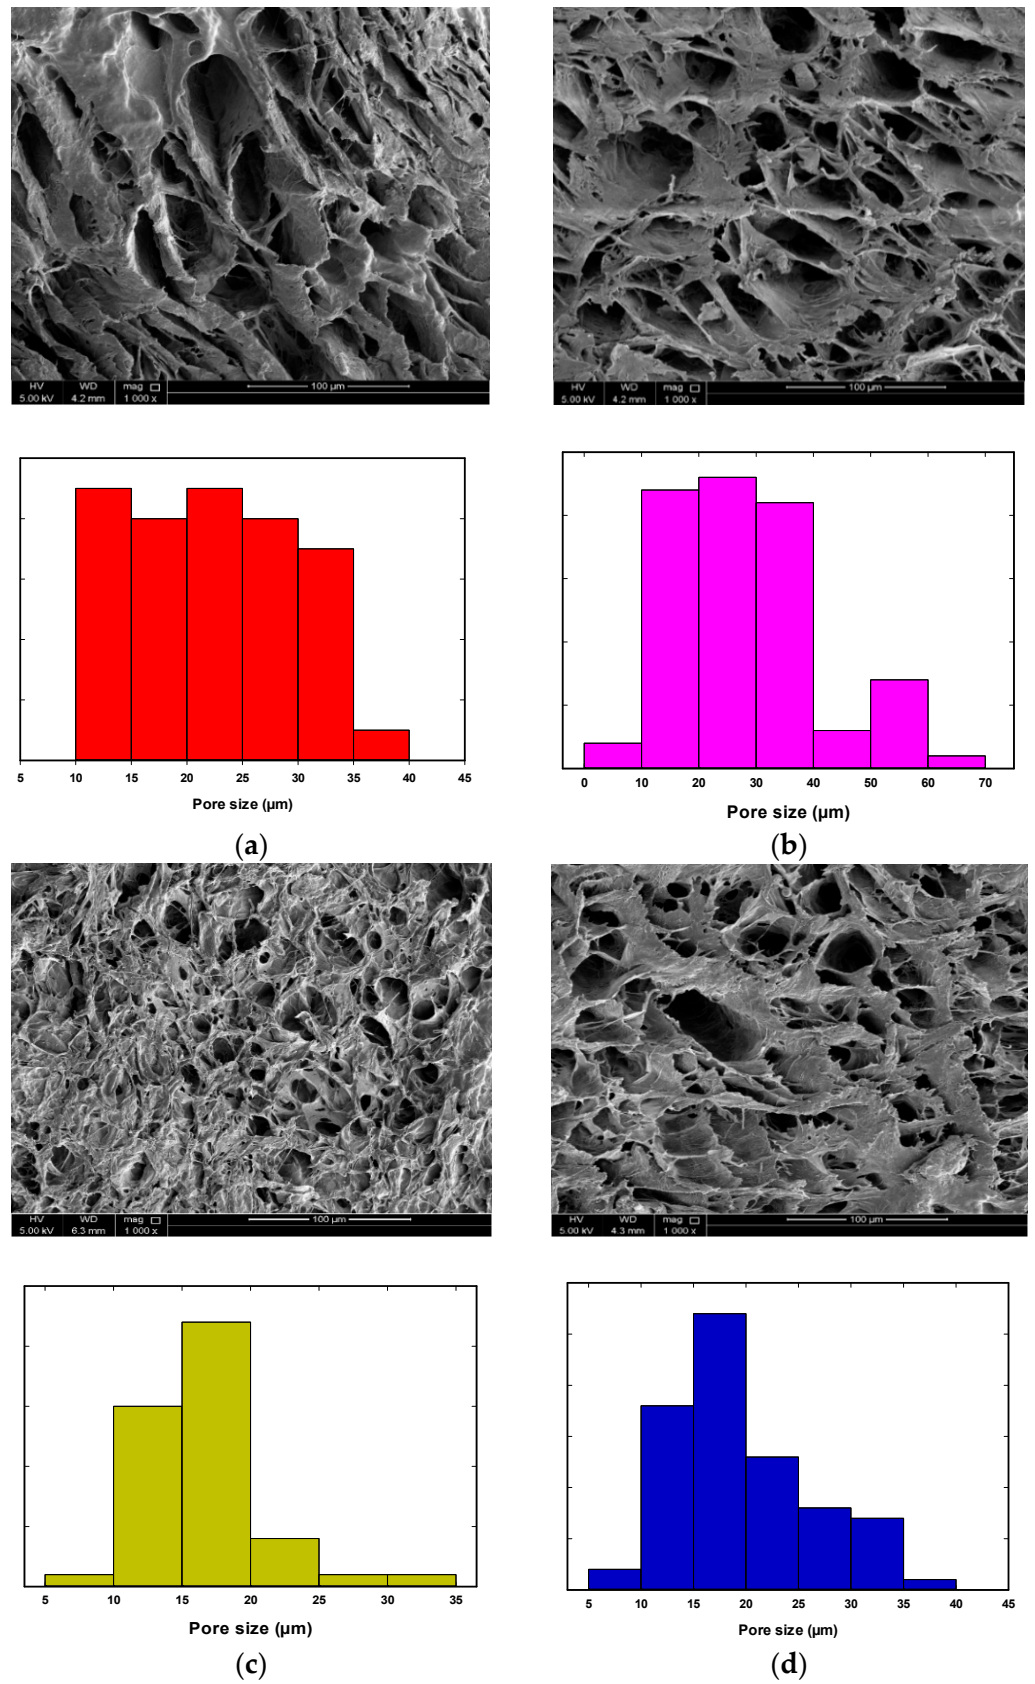 HV WD mag 100 µm
5.00 kV 4.2 mm 1 000 x
HV WD mag 100 µm
5.00 kV 4.2 mm 1 000 x
5 10 15 20 25 30 35 40 45
Pore size (µm)
(a)
0 10 20 30 40 50 60 70
Pore size (µm)
(b)
HV WD mag 100 µm
5.00 kV 6.3 mm 1 000 x
HV WD mag 100 µm
5.00 kV 4.3 mm 1 000 x
5 10 15 20 25 30 35
Pore size (µm)
(c)
5 10 15 20 25 30 35 40 45
Pore size (µm)
(d)